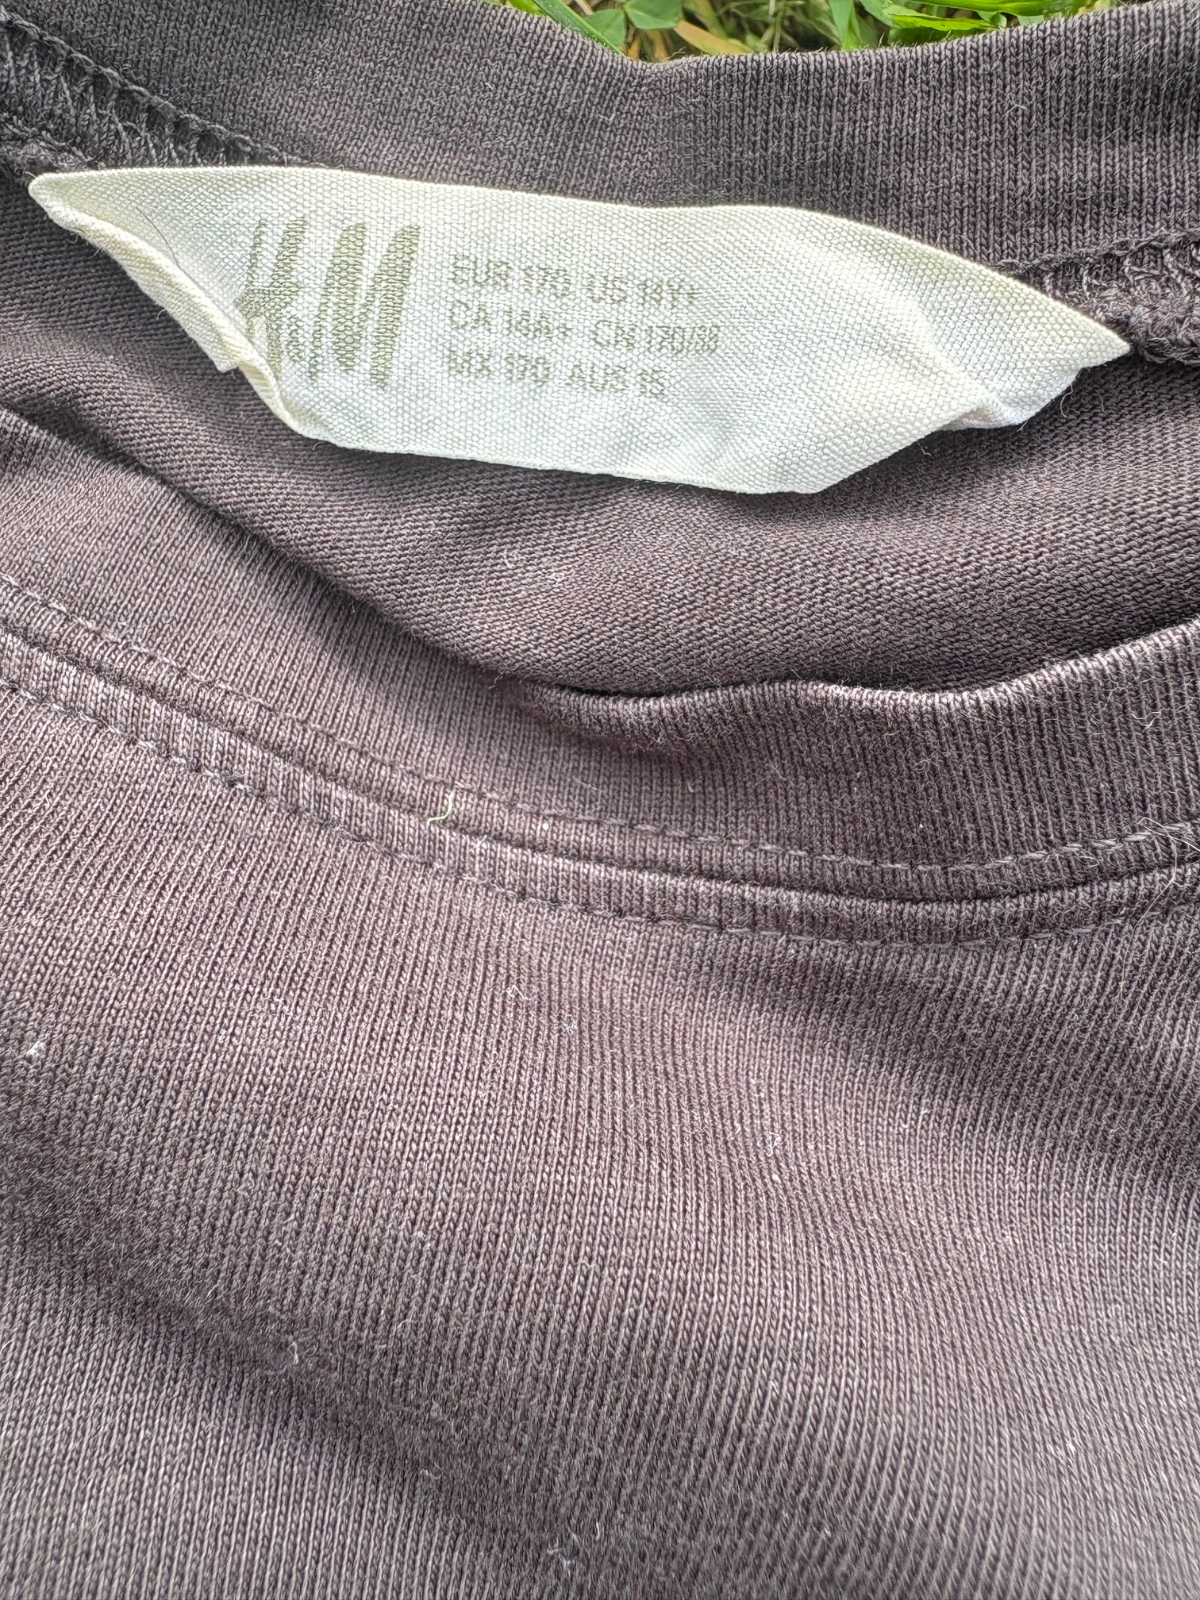 H&M
EUR 170 US 14Y+
CA 14A+ CN 170/88
MX 170 AUS 15